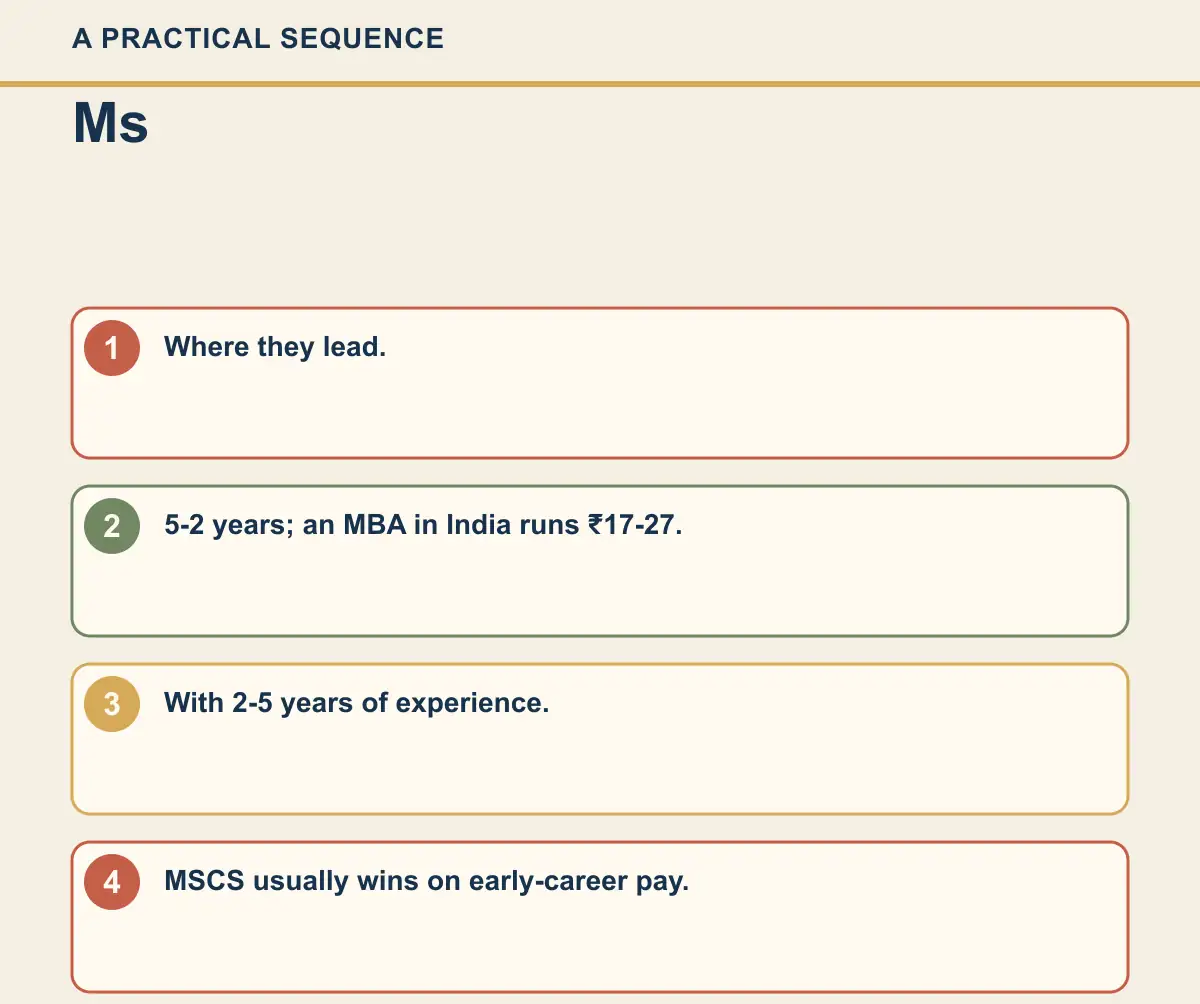 A PRACTICAL SEQUENCE
Ms
1 Where they lead.
2 5-2 years; an MBA in India runs ₹17-27.
3 With 2-5 years of experience.
4 MSCS usually wins on early-career pay.